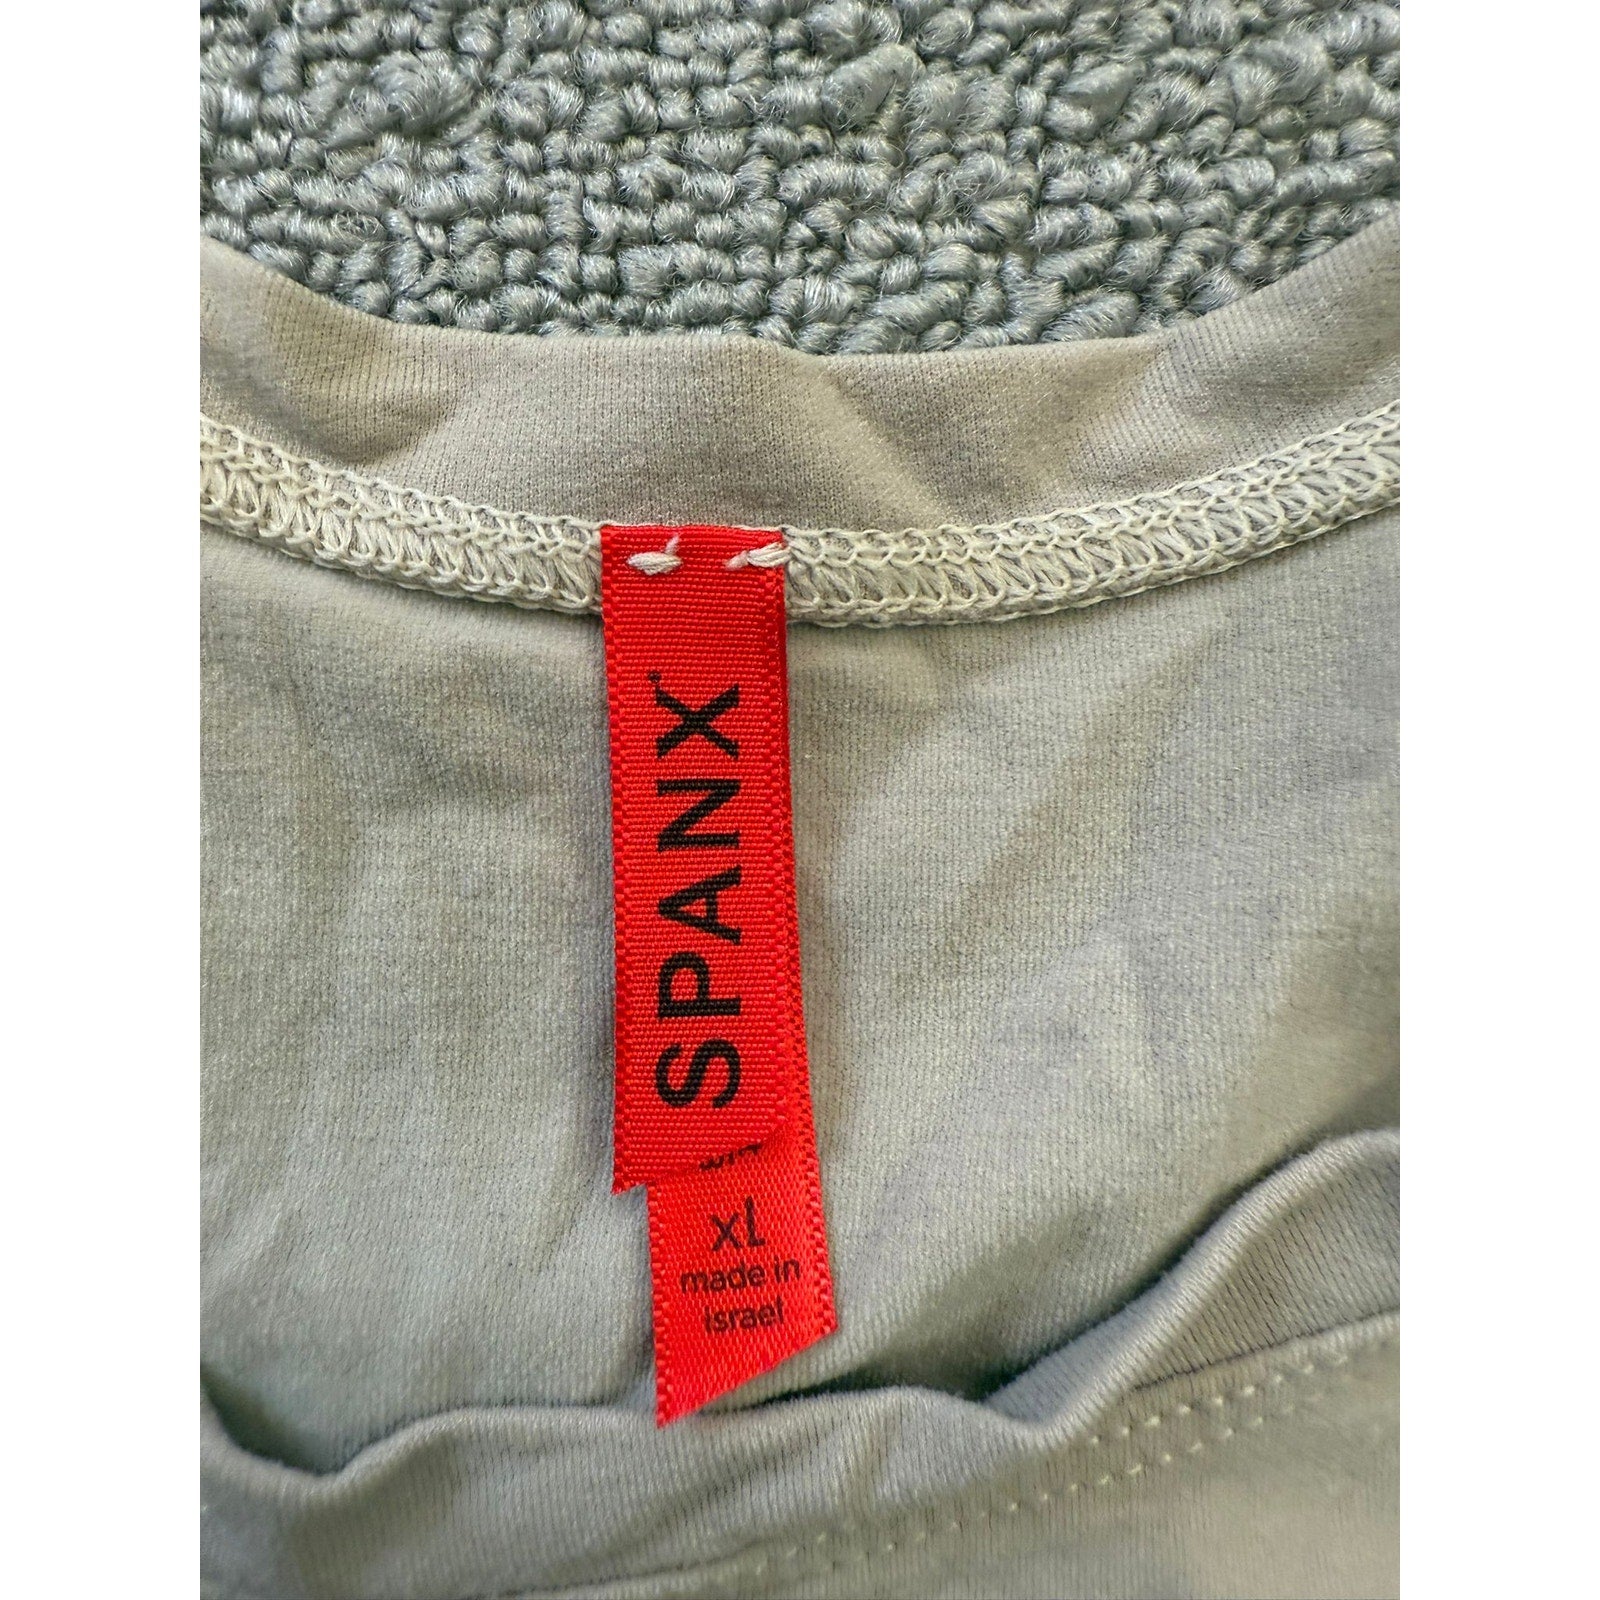 SPANX
XL
made in
israel